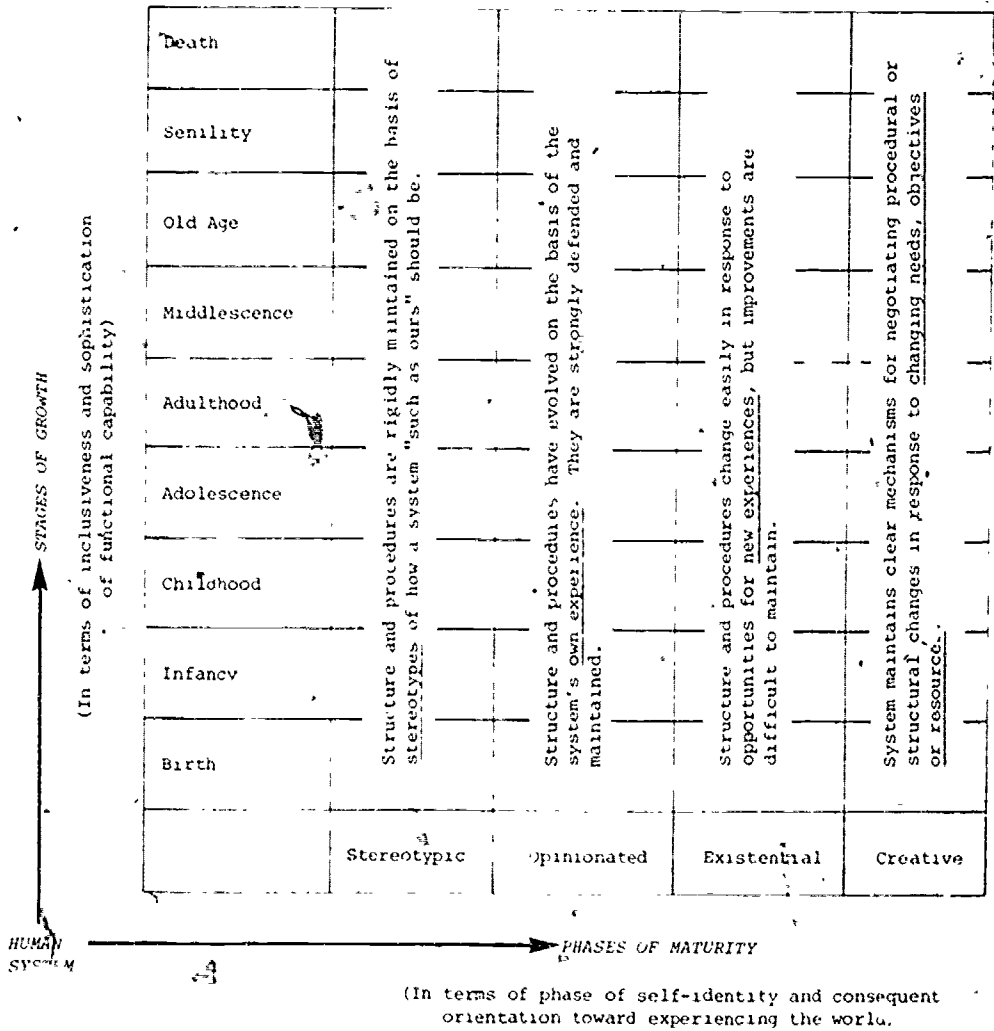 Death
Senility
Old Age
Middlescence
Adulthood
Adolescence
Childhood
Infancy
Birth
Structure and procedures are rigidly maintained on the basis of
stereotypes of how a system "such as ours" should be.
Structure and procedures have evolved on the basis of the
system's own experience. They are strongly defended and
maintained.
Structure and procedures change easily in response to
opportunities for new experiences, but improvements are
difficult to maintain.
System maintains clear mechanisms for negotiating procedural or
structural changes in response to changing needs, objectives
or resource..
Stereotypic
Opinionated
Existential
Creative
STAGES OF GROWTH
(In terms of inclusiveness and sophistication
of functional capability)
HUMAN
SYSTEM
PHASES OF MATURITY
(In terms of phase of self-identity and consequent
orientation toward experiencing the world.